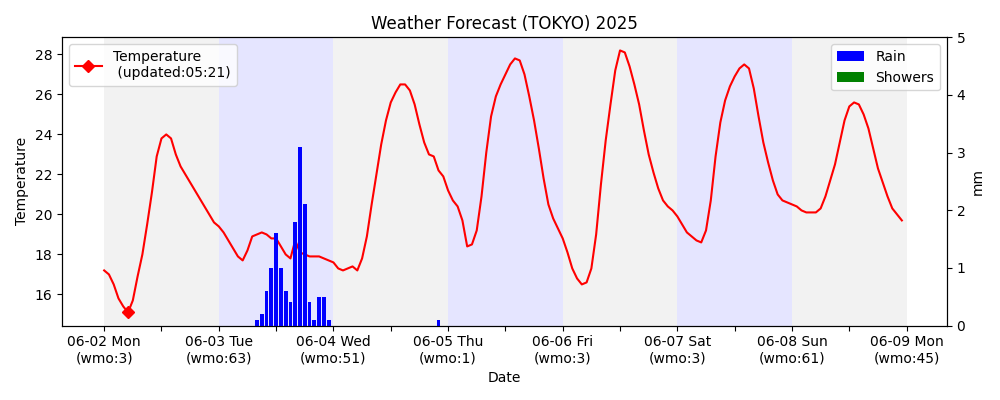 Weather Forecast (TOKYO) 2025
Temperature
(updated:05:21)
Rain
Showers
Temperature
28
26
24
22
20
18
16
5
4
3
2
1
0
mm
06-02 Mon
(wmo:3)
06-03 Tue
(wmo:63)
06-04 Wed
(wmo:51)
06-05 Thu
(wmo:1)
06-06 Fri
(wmo:3)
06-07 Sat
(wmo:3)
06-08 Sun
(wmo:61)
06-09 Mon
(wmo:45)
Date